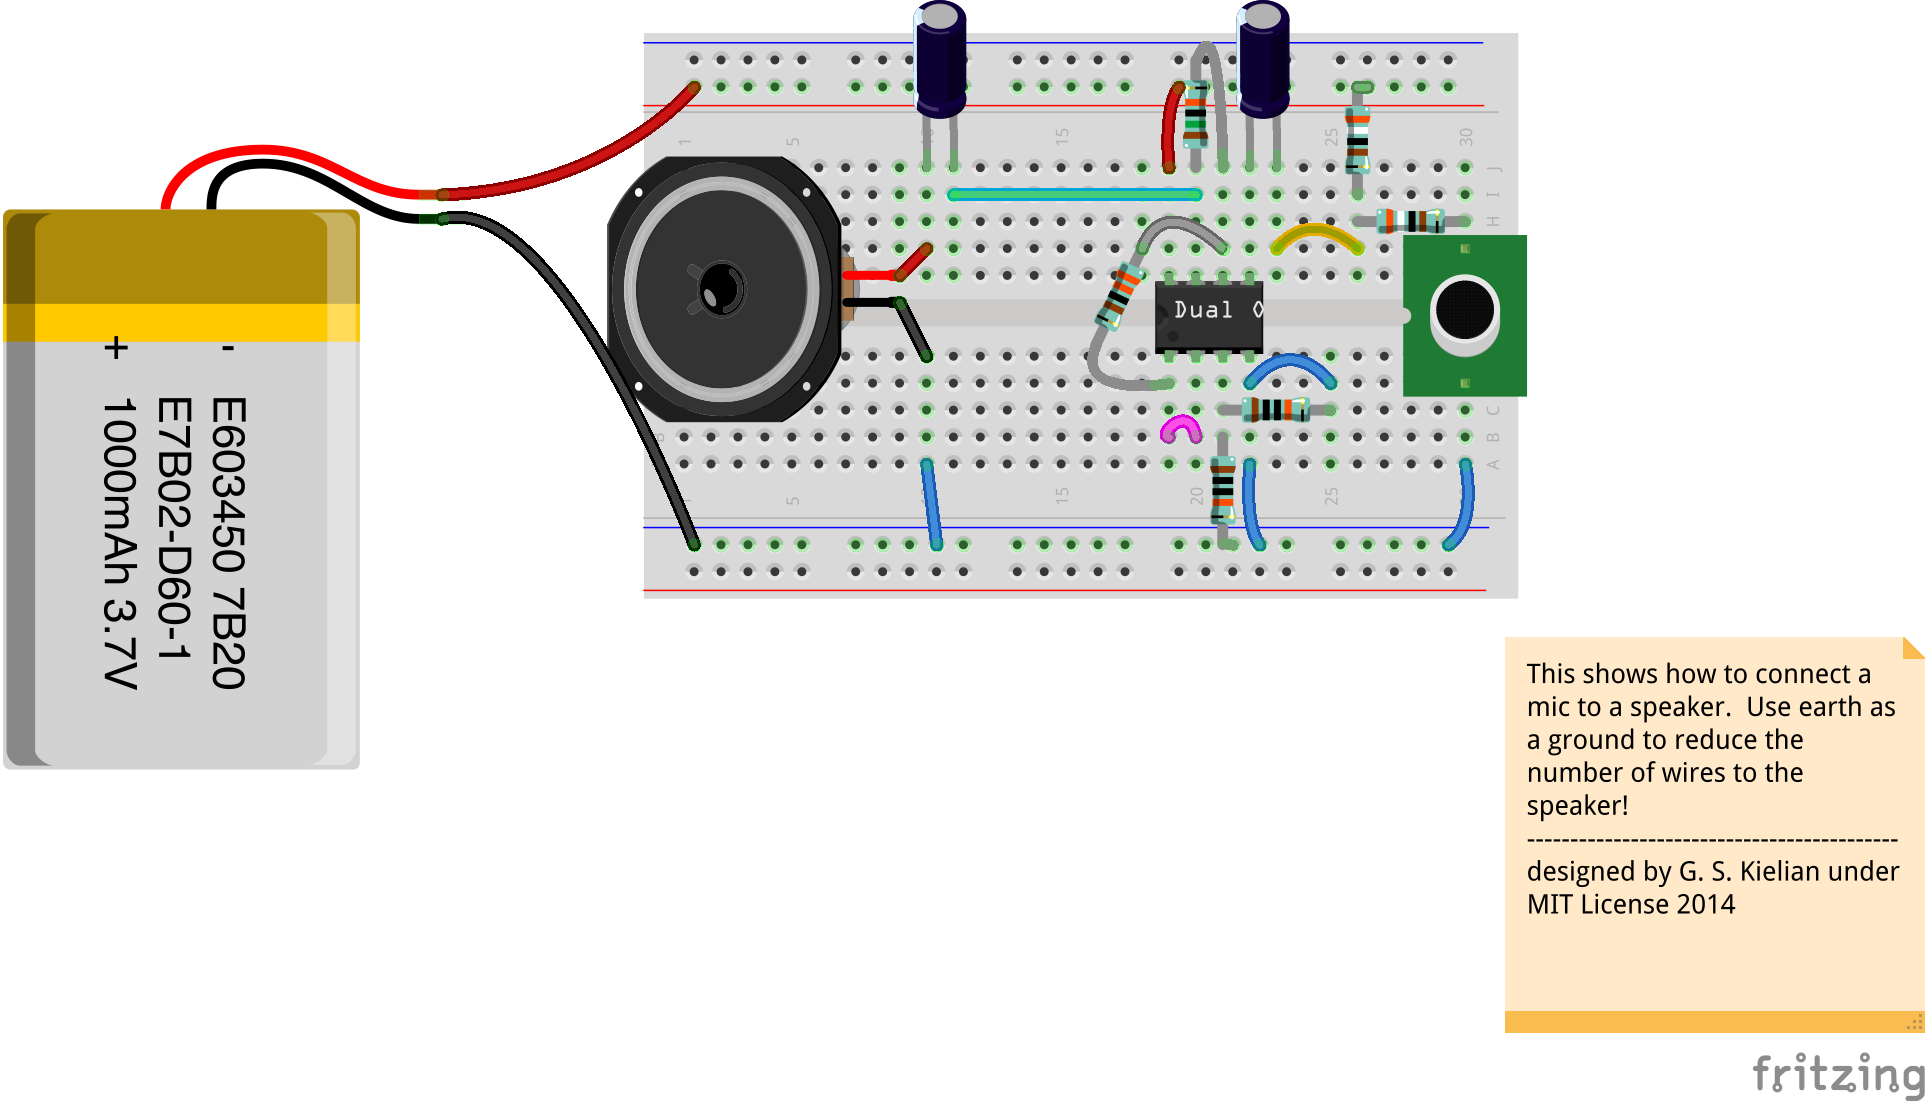 1
5
15
25
30
J
I
H
Dual O
C
B
B
A
5
15
20
25
+ -
E603450 7B20
E7B02-D60-1
1000mAh 3.7V
This shows how to connect a
mic to a speaker.  Use earth as
a ground to reduce the
number of wires to the
speaker!
-------------------------------------------
designed by G. S. Kielian under
MIT License 2014
fritzing